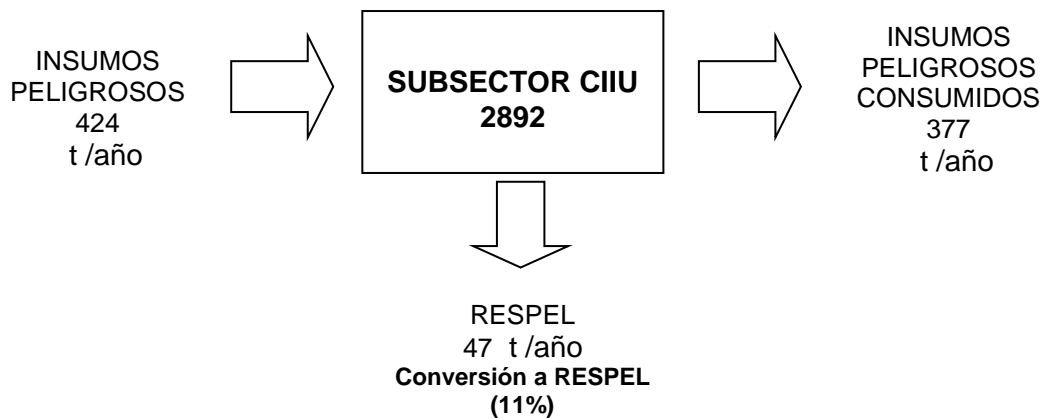 INSUMOS
PELIGROSOS
424
t /año
SUBSECTOR CIIU
2892
INSUMOS
PELIGROSOS
CONSUMIDOS
377
t /año
RESPEL
47 t /año
Conversión a RESPEL
(11%)